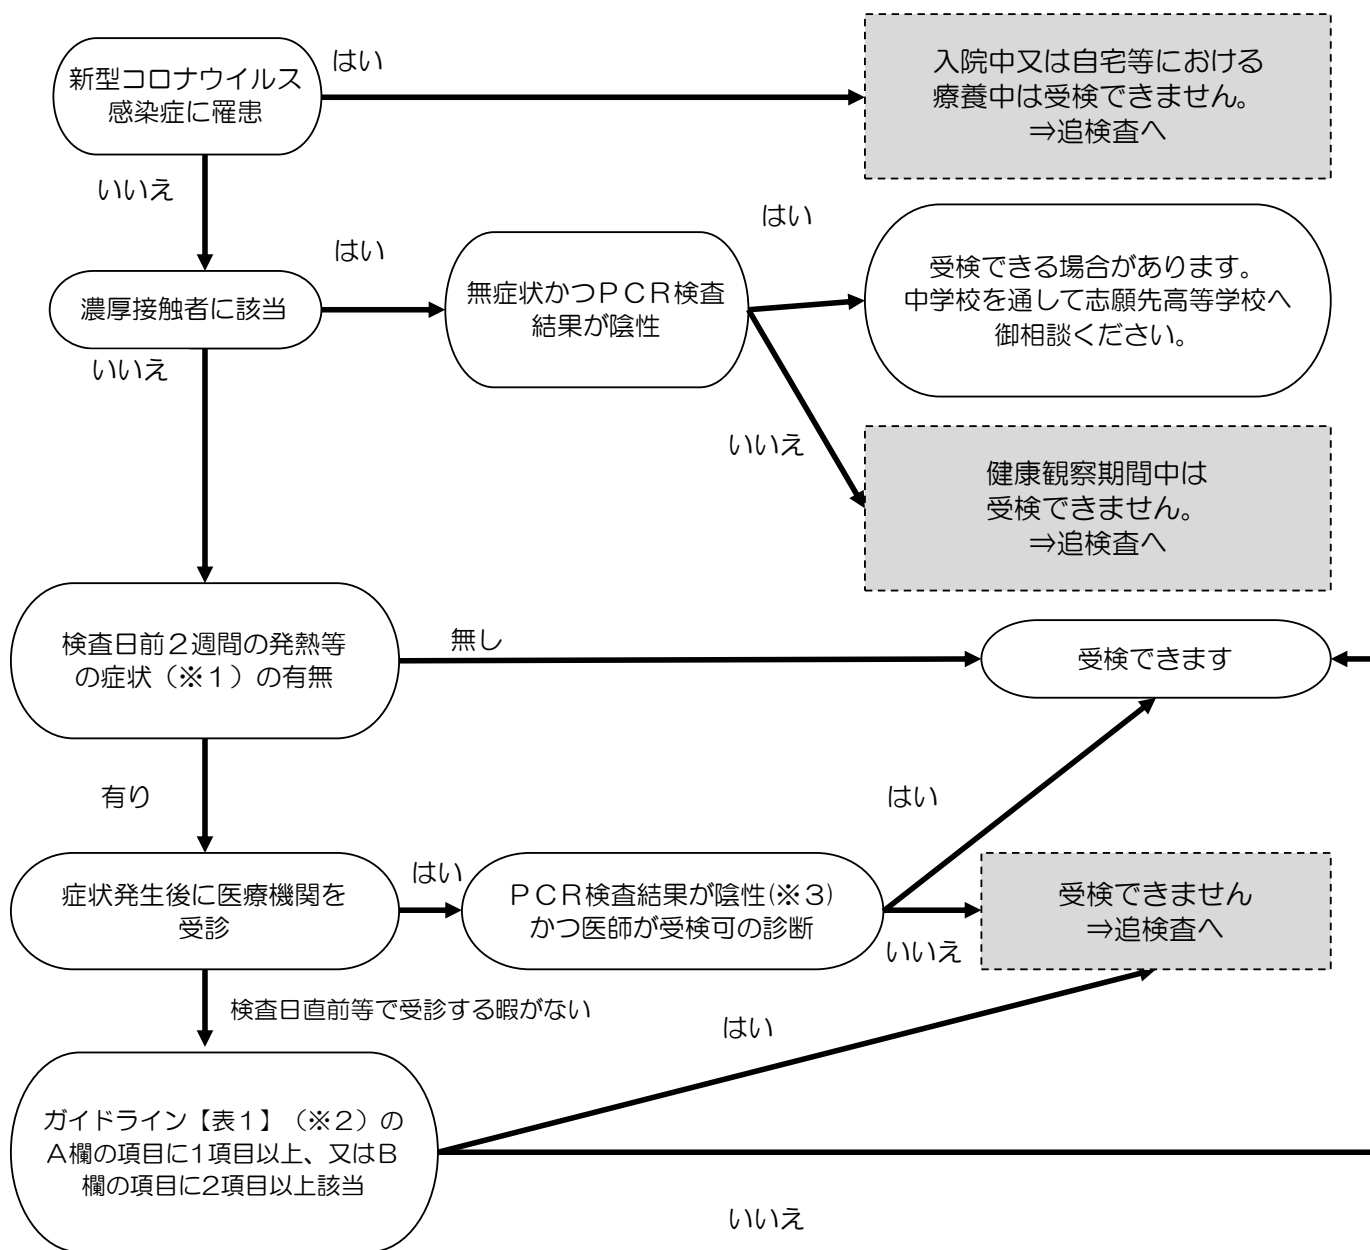 新型コロナウイルス
感染症に罹患
はい
入院中又は自宅等における
療養中は受検できません。
⇒追検査へ
いいえ
濃厚接触者に該当
はい
無症状かつPCR検査
結果が陰性
はい
受検できる場合があります。
中学校を通して志願先高等学校へ
御相談ください。
いいえ
いいえ
健康観察期間中は
受検できません。
⇒追検査へ
検査日前2週間の発熱等
の症状(※1)の有無
無し
受検できます
有り
はい
症状発生後に医療機関を
受診
はい
PCR検査結果が陰性(※3)
かつ医師が受検可の診断
いいえ
受検できません
⇒追検査へ
検査日直前等で受診する暇がない
はい
ガイドライン【表1】(※2)の
A欄の項目に1項目以上、又はB
欄の項目に2項目以上該当
いいえ